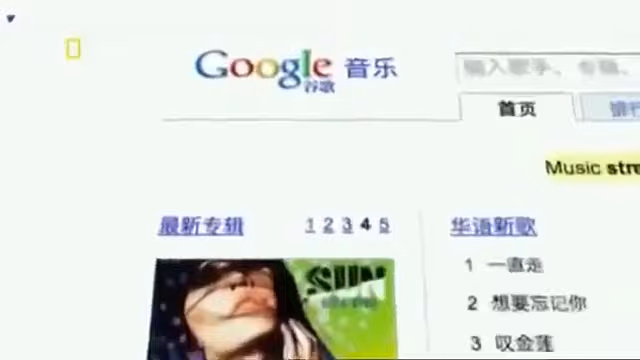 Google 音乐
谷歌
输入歌手、专辑、
首页
排行
Music stre
最新专辑
1 2 3 4 5
华语新歌
SUN
1 一直走
2 想要忘记你
3 叹金莲